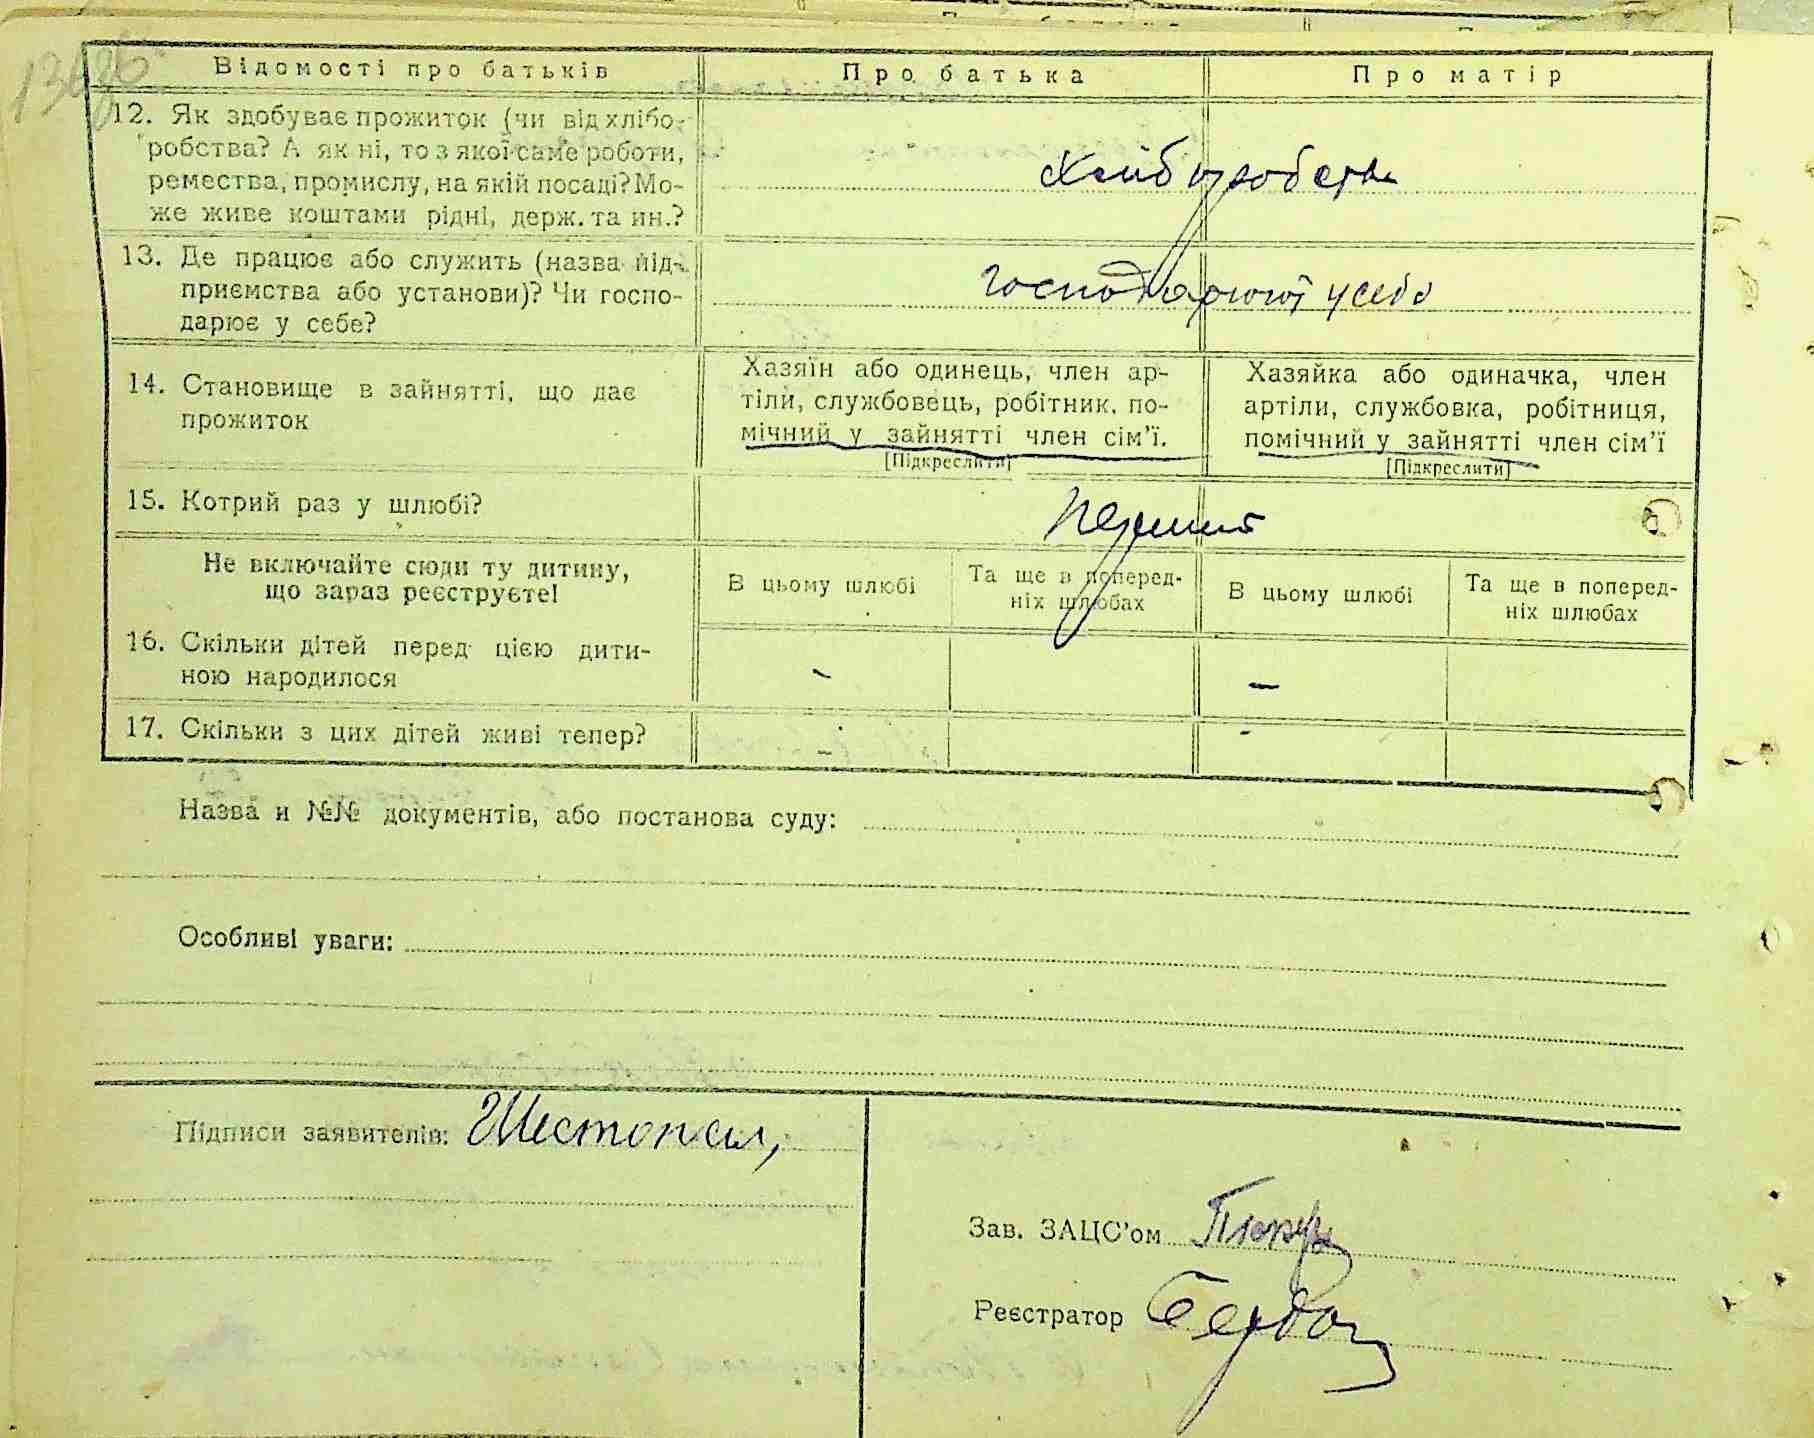 Відомості про батьків Про батька Про матір
12. Як здобуває прожиток (чи від хлібо-
робства? А як ні, то з якої саме роботи,
ремества, промислу, на якій посаді? Мо-
же живе коштами рідні, держ. та ин.?
Хліборобств
13. Де працює або служить (назва під-
приємства або установи)? Чи госпо-
дарює у себе?
господарюют у себе
14. Становище в зайнятті, що дає
прожиток
Хазяїн або одинець, член ар-
тіли, службовець, робітник, по-
мічний у зайнятті член сім'ї.
[Підкреслити]
Хазяйка або одиначка, член
артіли, службовка, робітниця,
помічний у зайнятті член сім'ї
[Підкреслити]
15. Котрий раз у шлюбі?
Перший
Не включайте сюди ту дитину,
що зараз реєструєте!
В цьому шлюбі
Та ще в поперед-
ніх шлюбах
В цьому шлюбі
Та ще в поперед-
ніх шлюбах
16. Скільки дітей перед цією дити-
ною народилося
- -
17. Скільки з цих дітей живі тепер?
- -
Назва и №№ документів, або постанова суду:
Особливі уваги:
Підписи заявителів: Шестопал,
Зав. ЗАЦС'ом
Реєстратор